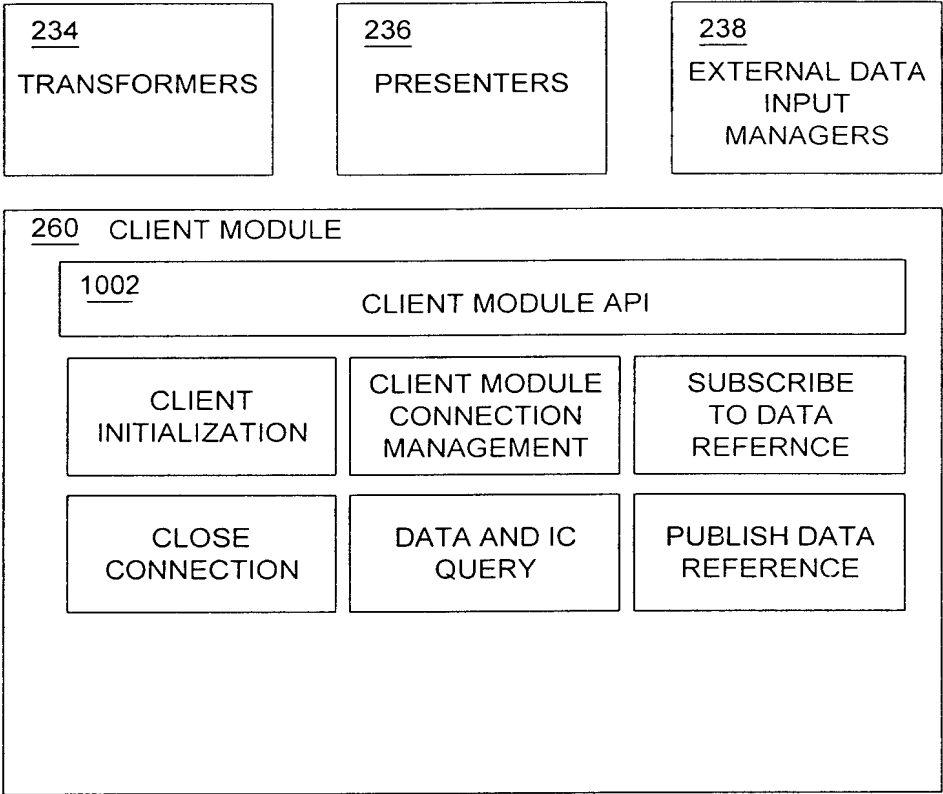 234
TRANSFORMERS
236
PRESENTERS
238
EXTERNAL DATA
INPUT
MANAGERS
260 CLIENT MODULE
1002
CLIENT MODULE API
CLIENT
INITIALIZATION
CLIENT MODULE
CONNECTION
MANAGEMENT
SUBSCRIBE
TO DATA
REFERNCE
CLOSE
CONNECTION
DATA AND IC
QUERY
PUBLISH DATA
REFERENCE